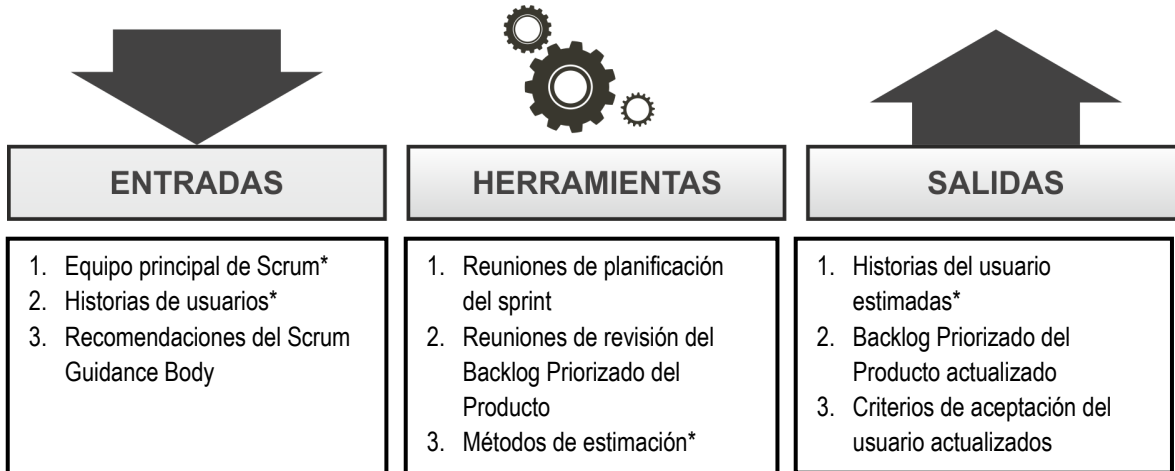 ENTRADAS
1. Equipo principal de Scrum*
2. Historias de usuarios*
3. Recomendaciones del Scrum
Guidance Body
HERRAMIENTAS
1. Reuniones de planificación
del sprint
2. Reuniones de revisión del
Backlog Priorizado del
Producto
3. Métodos de estimación*
SALIDAS
1. Historias del usuario
estimadas*
2. Backlog Priorizado del
Producto actualizado
3. Criterios de aceptación del
usuario actualizados